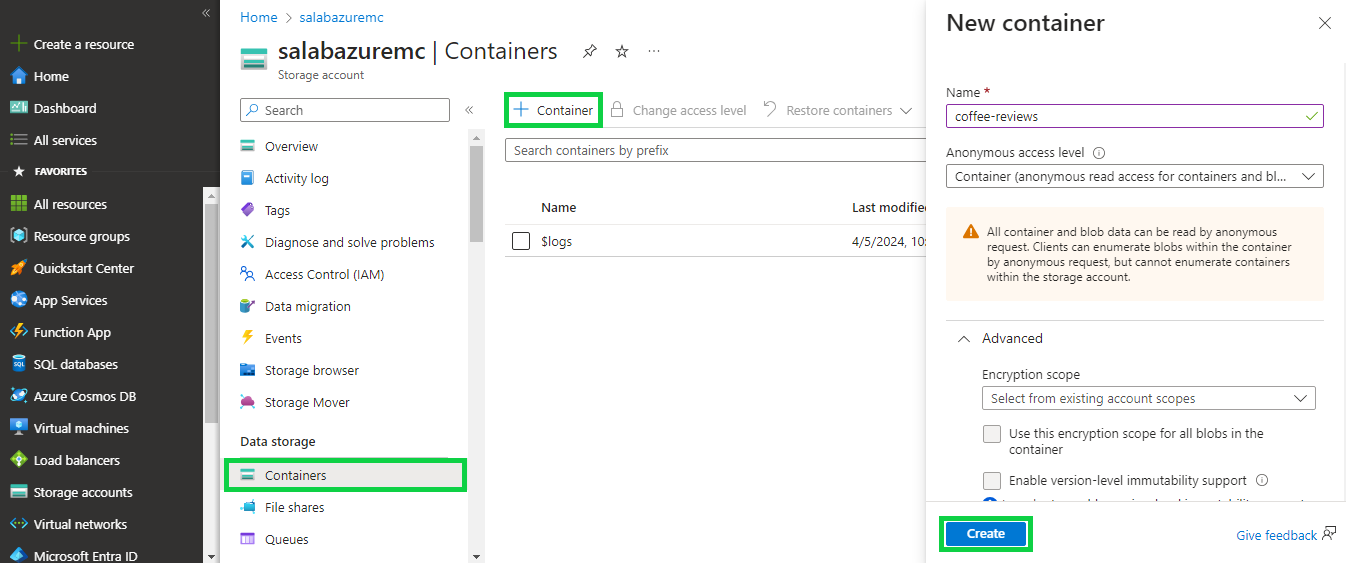 Create a resource
Home
Dashboard
All services
FAVORITES
All resources
Resource groups
Quickstart Center
App Services
Function App
SQL databases
Azure Cosmos DB
Virtual machines
Load balancers
Storage accounts
Virtual networks
Microsoft Entra ID
Home > salabazuremc
salabazuremc | Containers
Storage account
Search
Overview
Activity log
Tags
Diagnose and solve problems
Access Control (IAM)
Data migration
Events
Storage browser
Storage Mover
Data storage
Containers
File shares
Queues
Container
Change access level
Restore containers
Search containers by prefix
Name
Last modified
$logs
4/5/2024, 10:
New container
Name *
coffee-reviews
Anonymous access level
Container (anonymous read access for containers and bl...
All container and blob data can be read by anonymous
request. Clients can enumerate blobs within the container
by anonymous request, but cannot enumerate containers
within the storage account.
Advanced
Encryption scope
Select from existing account scopes
Use this encryption scope for all blobs in the
container
Enable version-level immutability support
Create
Give feedback